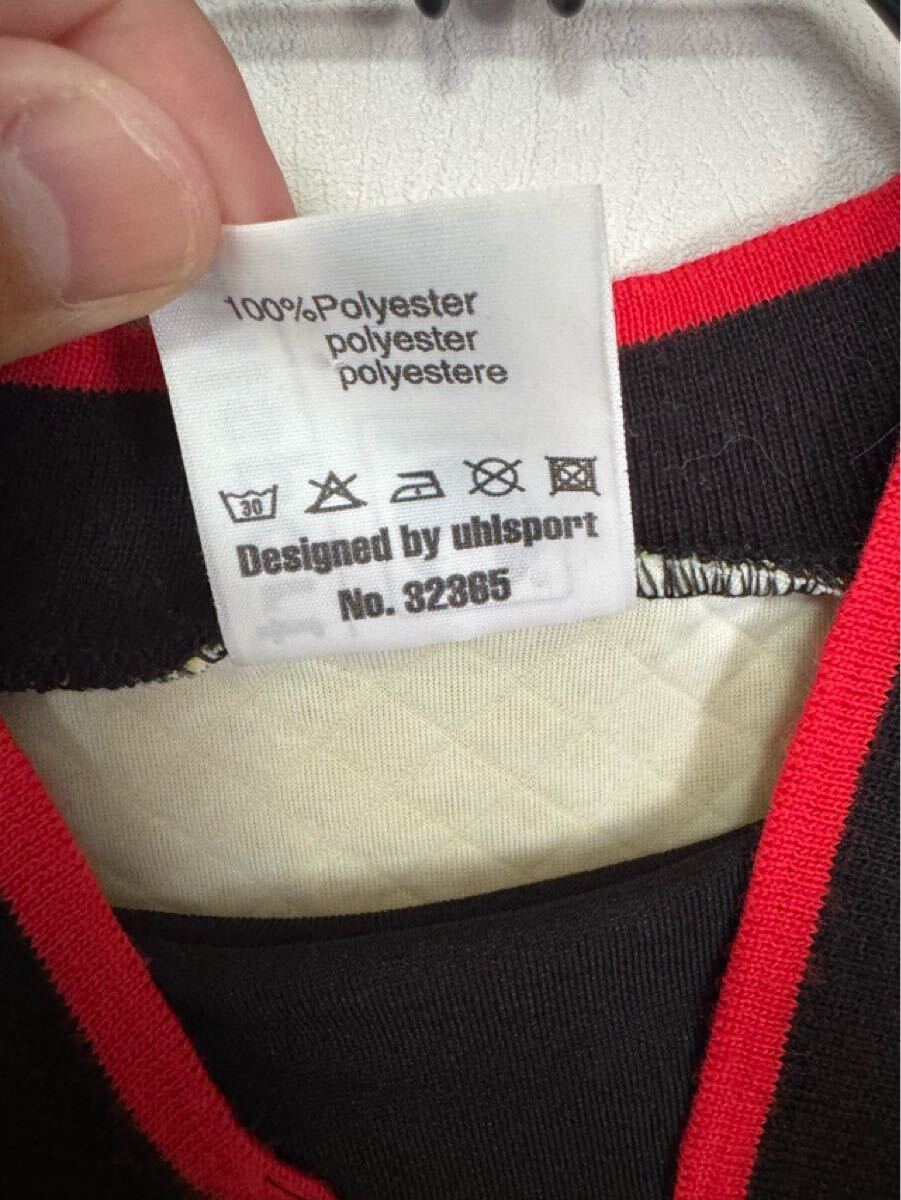 100%Polyester
polyester
polyestere
30
Designed by uhlsport
No. 32365